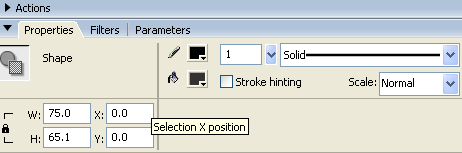 Actions
Properties Filters Parameters
Shape 1 Solid
Stroke hinting Scale: Normal
W: 75.0 X: 0.0
Selection X position
H: 65.1 Y: 0.0